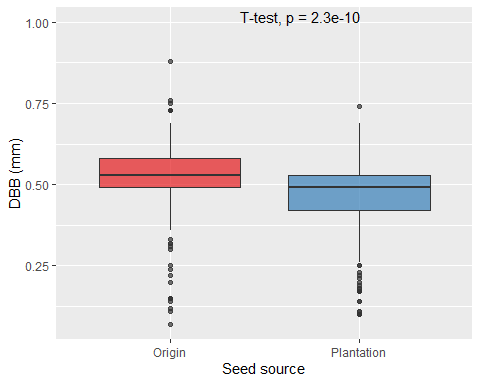 T-test, p = 2.3e-10
1.00
0.75
0.50
0.25
DBB (mm)
Origin
Plantation
Seed source